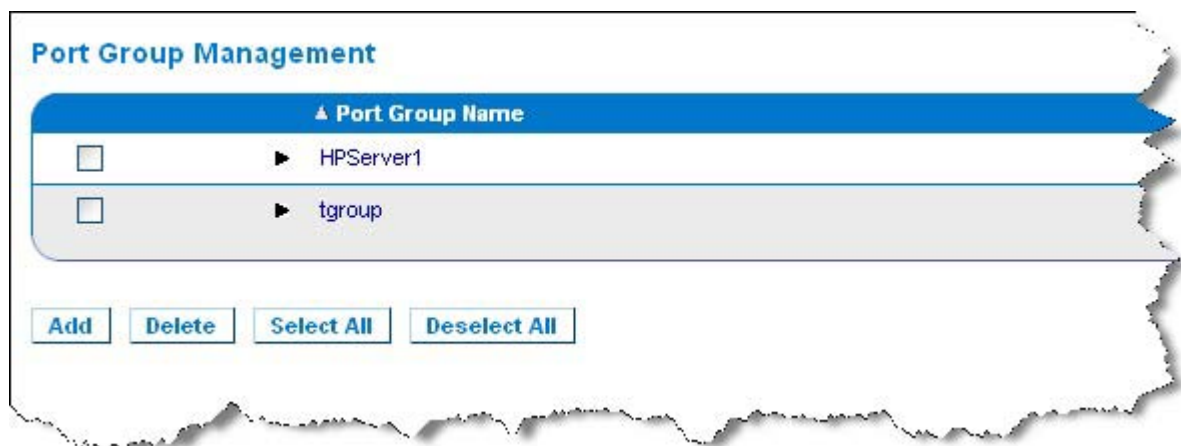 Port Group Management
Port Group Name
HPServer1
tgroup
Add Delete Select All Deselect All